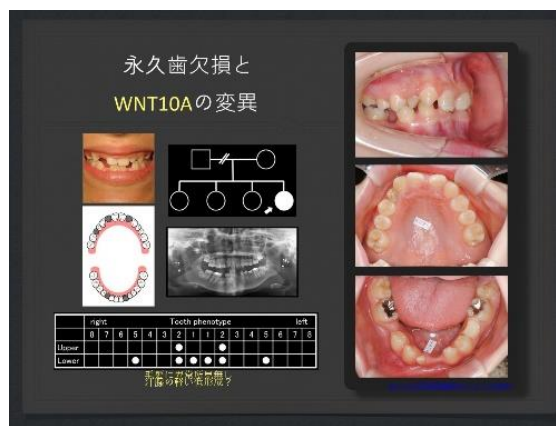 永久歯欠損と
WNT10Aの変異
right Tooth phenotype left
8 7 6 5 4 3 2 1 1 2 3 4 5 6 7 8
Upper
Lower